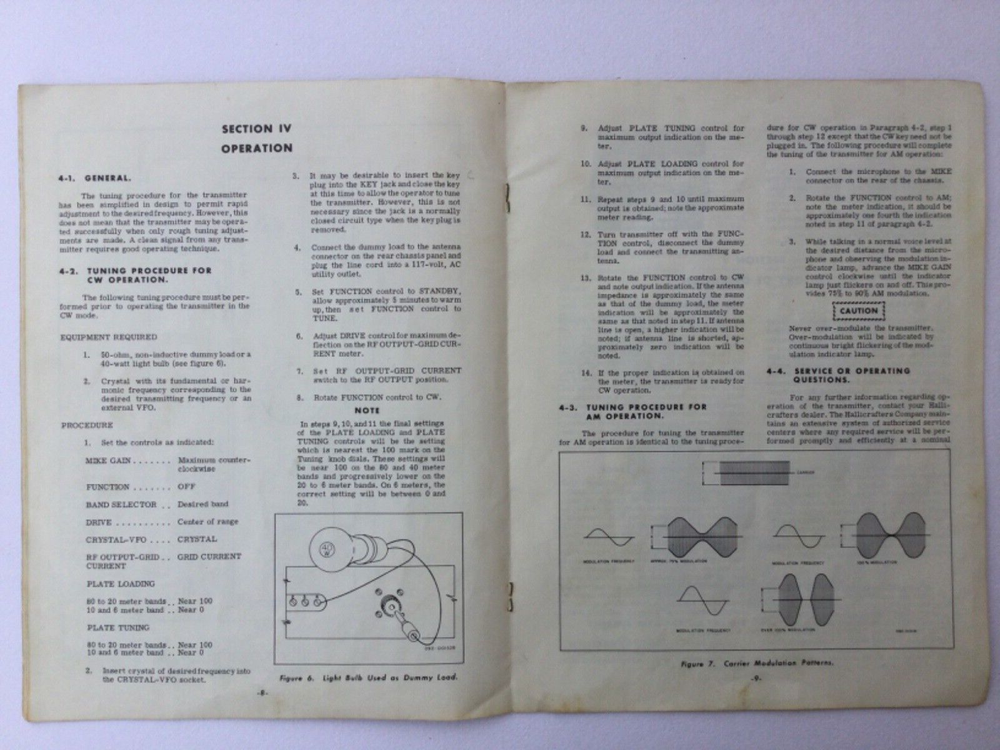 SECTION IV
OPERATION
4-1. GENERAL.
The tuning procedure for the transmitter
has been simplified in design to permit rapid
adjustment to the desired frequency. However, this
does not mean that the transmitter may be opera-
ted successfully when only rough tuning adjust-
ments are made. A clean signal from any trans-
mitter requires good operating technique.
4-2. TUNING PROCEDURE FOR
CW OPERATION.
The following tuning procedure must be per-
formed prior to operating the transmitter in the
CW mode.
EQUIPMENT REQUIRED
1. 50-ohm, non-inductive dummy load or a
40-watt light bulb (see figure 6).
2. Crystal with its fundamental or har-
monic frequency corresponding to the
desired transmitting frequency or an
external VFO.
PROCEDURE
1. Set the controls as indicated:
MIKE GAIN . . . . . . . Maximum counter-
clockwise
FUNCTION . . . . . . . OFF
BAND SELECTOR . . Desired band
DRIVE . . . . . . . . . . Center of range
CRYSTAL-VFO . . . . CRYSTAL
RF OUTPUT-GRID . . GRID CURRENT
CURRENT
PLATE LOADING
80 to 20 meter bands . . Near 100
10 and 6 meter band . . Near 0
PLATE TUNING
80 to 20 meter bands . . Near 100
10 and 6 meter band . . Near 0
2. Insert crystal of desired frequency into
the CRYSTAL-VFO socket.
3. It may be desirable to insert the key
plug into the KEY jack and close the key
at this time to allow the operator to tune
the transmitter. However, this is not
necessary since the jack is a normally
closed circuit type when the key plug is
removed.
4. Connect the dummy load to the antenna
connector on the rear chassis panel and
plug the line cord into a 117-volt, AC
utility outlet.
5. Set FUNCTION control to STANDBY,
allow approximately 5 minutes to warm
up, then set FUNCTION control to
TUNE.
6. Adjust DRIVE control for maximum de-
flection on the RF OUTPUT-GRID CUR-
RENT meter.
7. Set RF OUTPUT-GRID CURRENT
switch to the RF OUTPUT position.
8. Rotate FUNCTION control to CW.
NOTE
In steps 9, 10, and 11 the final settings
of the PLATE LOADING and PLATE
TUNING controls will be the setting
which is nearest the 100 mark on the
Tuning knob dials. These settings will
be near 100 on the 80 and 40 meter
bands and progressively lower on the
20 to 6 meter bands. On 6 meters, the
correct setting will be between 0 and
20.
40
W
Figure 6. Light Bulb Used as Dummy Load.
-8-
9. Adjust PLATE TUNING control for
maximum output indication on the me-
ter.
10. Adjust PLATE LOADING control for
maximum output indication on the me-
ter.
11. Repeat steps 9 and 10 until maximum
output is obtained; note the approximate
meter reading.
12. Turn transmitter off with the FUNC-
TION control, disconnect the dummy
load and connect the transmitting an-
tenna.
13. Rotate the FUNCTION control to CW
and note output indication. If the antenna
impedance is approximately the same
as that of the dummy load, the meter
indication will be approximately the
same as that noted in step 11. If antenna
line is open, a higher indication will be
noted; if antenna line is shorted, ap-
proximately zero indication will be
noted.
14. If the proper indication is obtained on
the meter, the transmitter is ready for
CW operation.
4-3. TUNING PROCEDURE FOR
AM OPERATION.
The procedure for tuning the transmitter
for AM operation is identical to the tuning proce-
dure for CW operation in Paragraph 4-2, step 1
through step 12 except that the CW key need not be
plugged in. The following procedure will complete
the tuning of the transmitter for AM operation:
1. Connect the microphone to the MIKE
connector on the rear of the chassis.
2. Rotate the FUNCTION control to AM;
note the meter indication, it should be
approximately one fourth the indication
noted in step 11 of paragraph 4-2.
3. While talking in a normal voice level at
the desired distance from the micro-
phone and observing the modulation in-
dicator lamp, advance the MIKE GAIN
control clockwise until the indicator
lamp just flickers on and off. This pro-
vides 75% to 90% AM modulation.
CAUTION
Never over-modulate the transmitter.
Over-modulation will be indicated by
continuous bright flickering of the mod-
ulation indicator lamp.
4-4. SERVICE OR OPERATING
QUESTIONS.
For any further information regarding op-
eration of the transmitter, contact your Halli-
crafters dealer. The Hallicrafters Company main-
tains an extensive system of authorized service
centers where any required service will be per-
formed promptly and efficiently at a nominal
CARRIER
MODULATION FREQUENCY
APPROX. 70% MODULATION
MODULATION FREQUENCY
100% MODULATION
MODULATION FREQUENCY
OVER 100% MODULATION
Figure 7. Carrier Modulation Patterns.
-9-